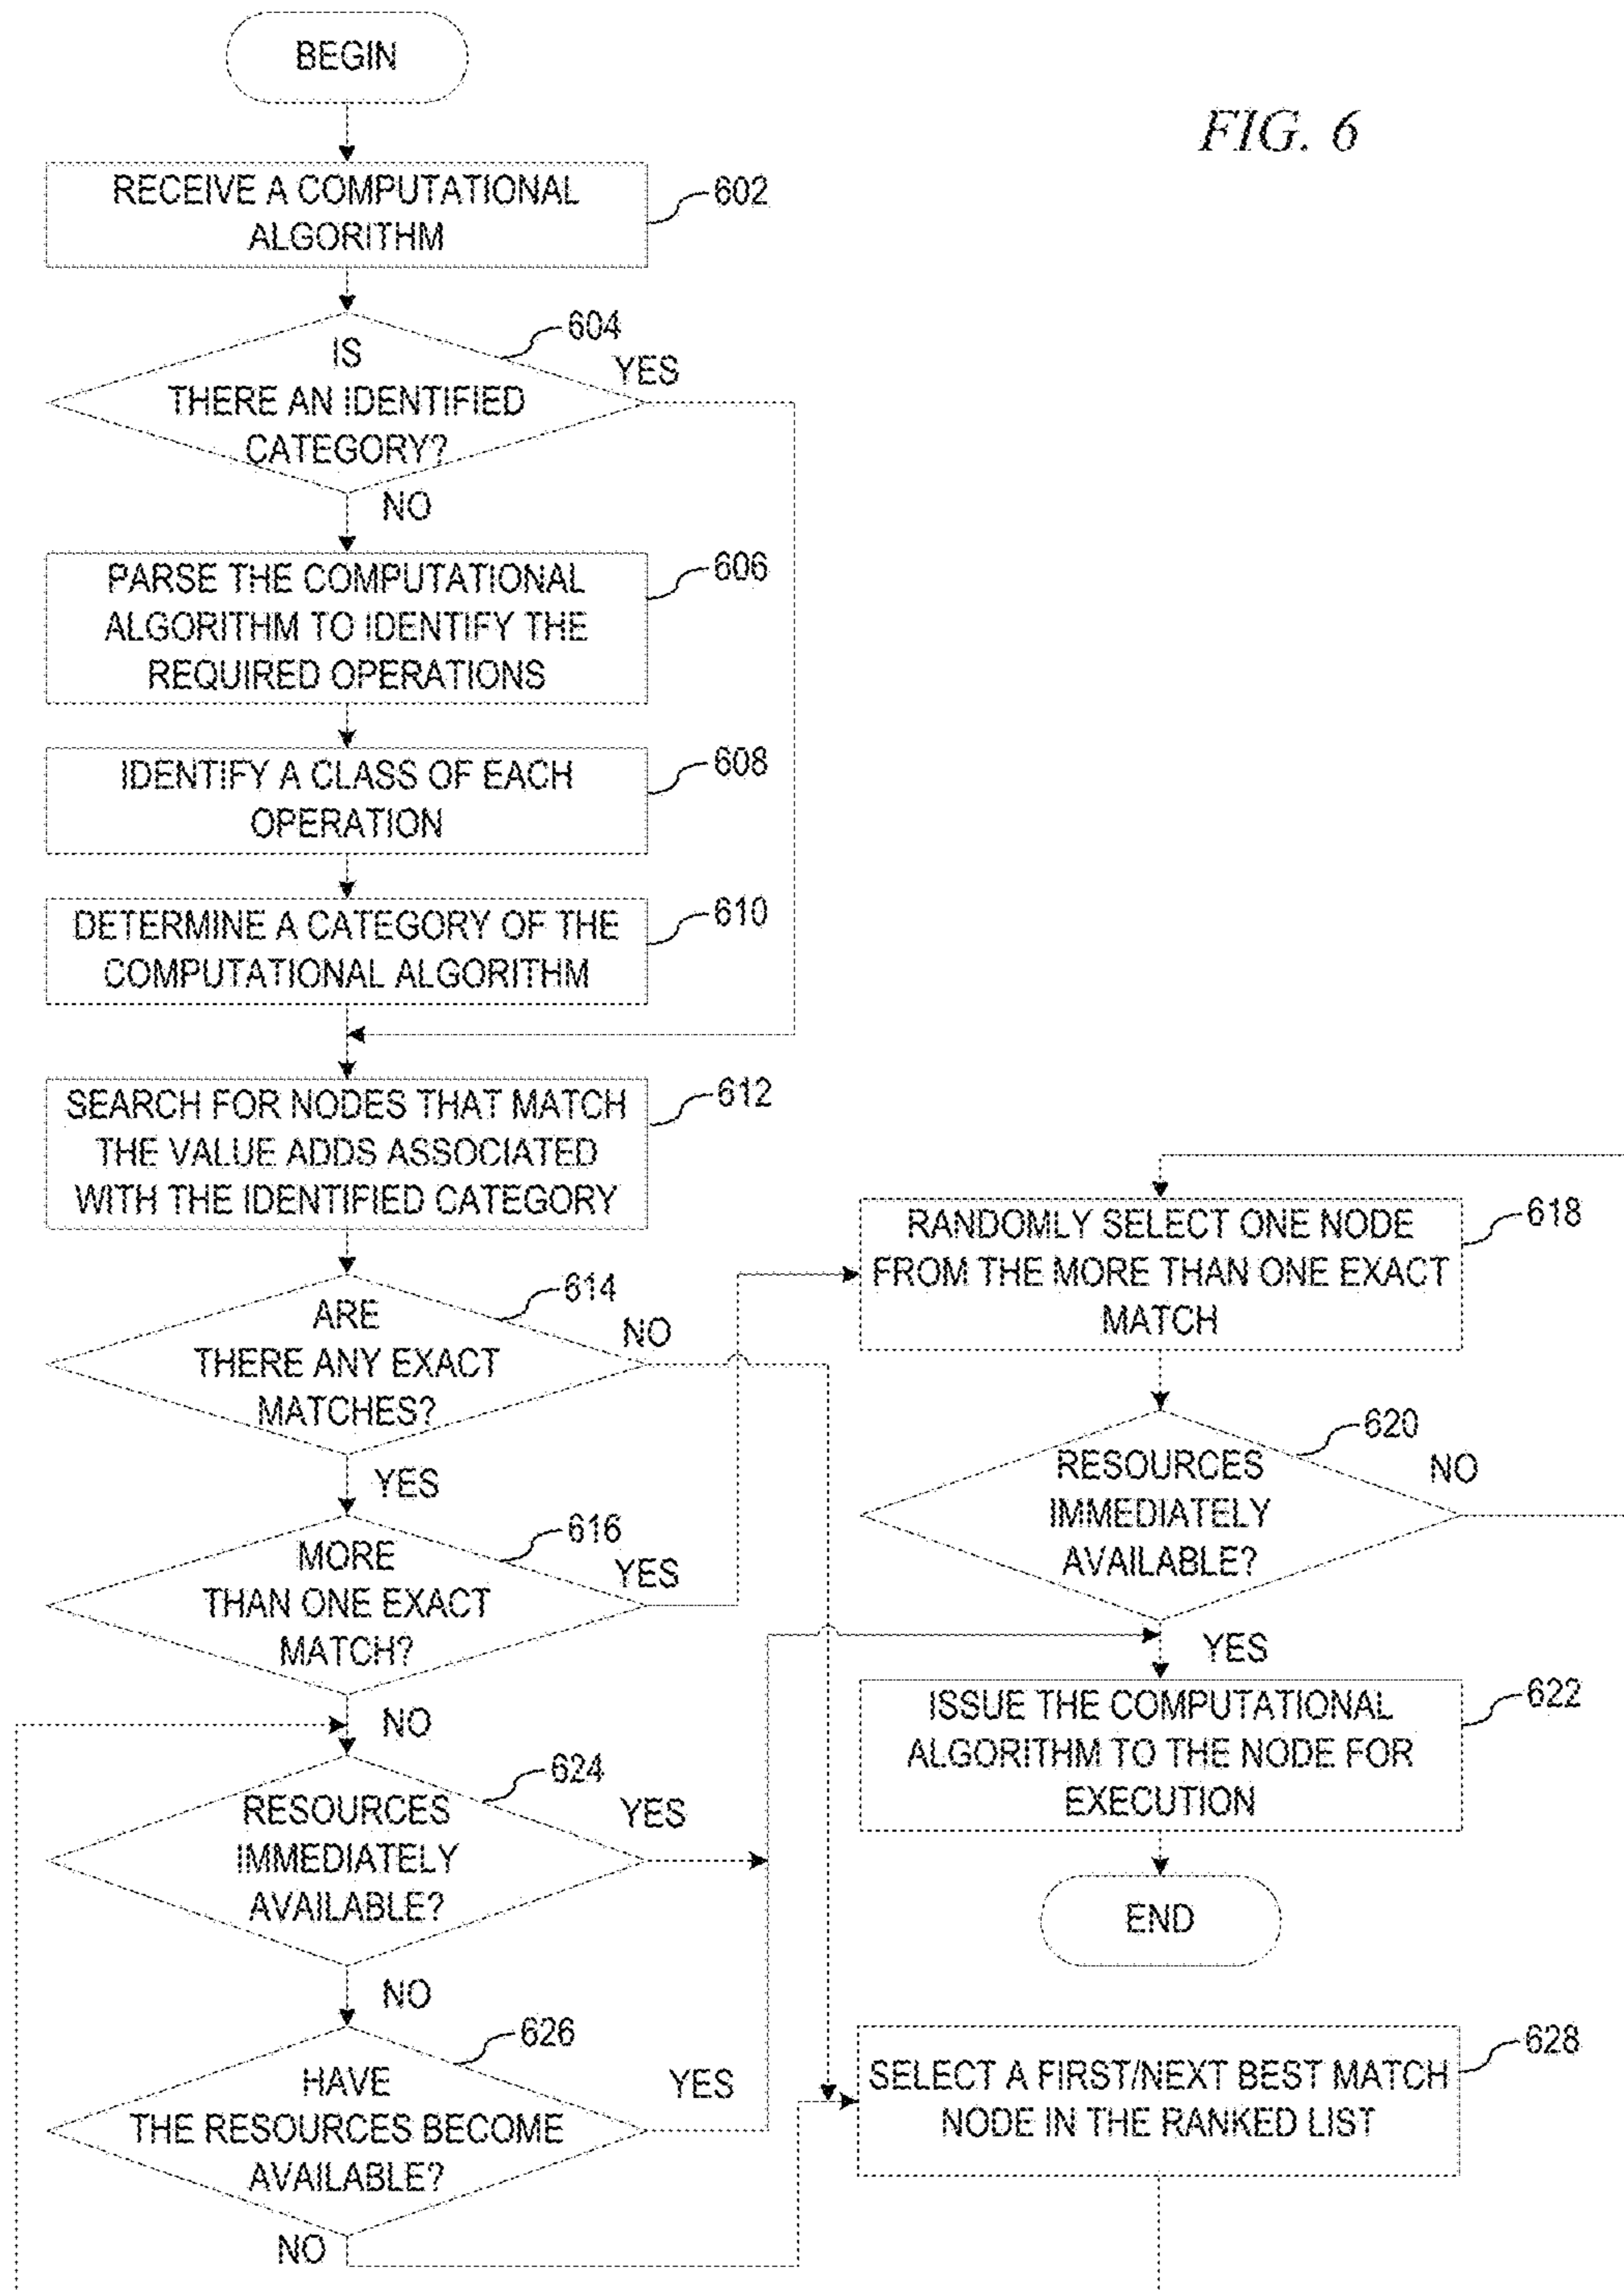 BEGIN
FIG. 6
RECEIVE A COMPUTATIONAL
ALGORITHM
602
604
IS
THERE AN IDENTIFIED
CATEGORY?
YES
NO
PARSE THE COMPUTATIONAL
ALGORITHM TO IDENTIFY THE
REQUIRED OPERATIONS
606
IDENTIFY A CLASS OF EACH
OPERATION
608
DETERMINE A CATEGORY OF THE
COMPUTATIONAL ALGORITHM
610
SEARCH FOR NODES THAT MATCH
THE VALUE ADDS ASSOCIATED
WITH THE IDENTIFIED CATEGORY
612
614
ARE
THERE ANY EXACT
MATCHES?
NO
YES
616
MORE
THAN ONE EXACT
MATCH?
YES
NO
RANDOMLY SELECT ONE NODE
FROM THE MORE THAN ONE EXACT
MATCH
618
620
RESOURCES
IMMEDIATELY
AVAILABLE?
NO
YES
ISSUE THE COMPUTATIONAL
ALGORITHM TO THE NODE FOR
EXECUTION
622
END
624
RESOURCES
IMMEDIATELY
AVAILABLE?
YES
NO
626
HAVE
THE RESOURCES BECOME
AVAILABLE?
YES
NO
SELECT A FIRST/NEXT BEST MATCH
NODE IN THE RANKED LIST
628